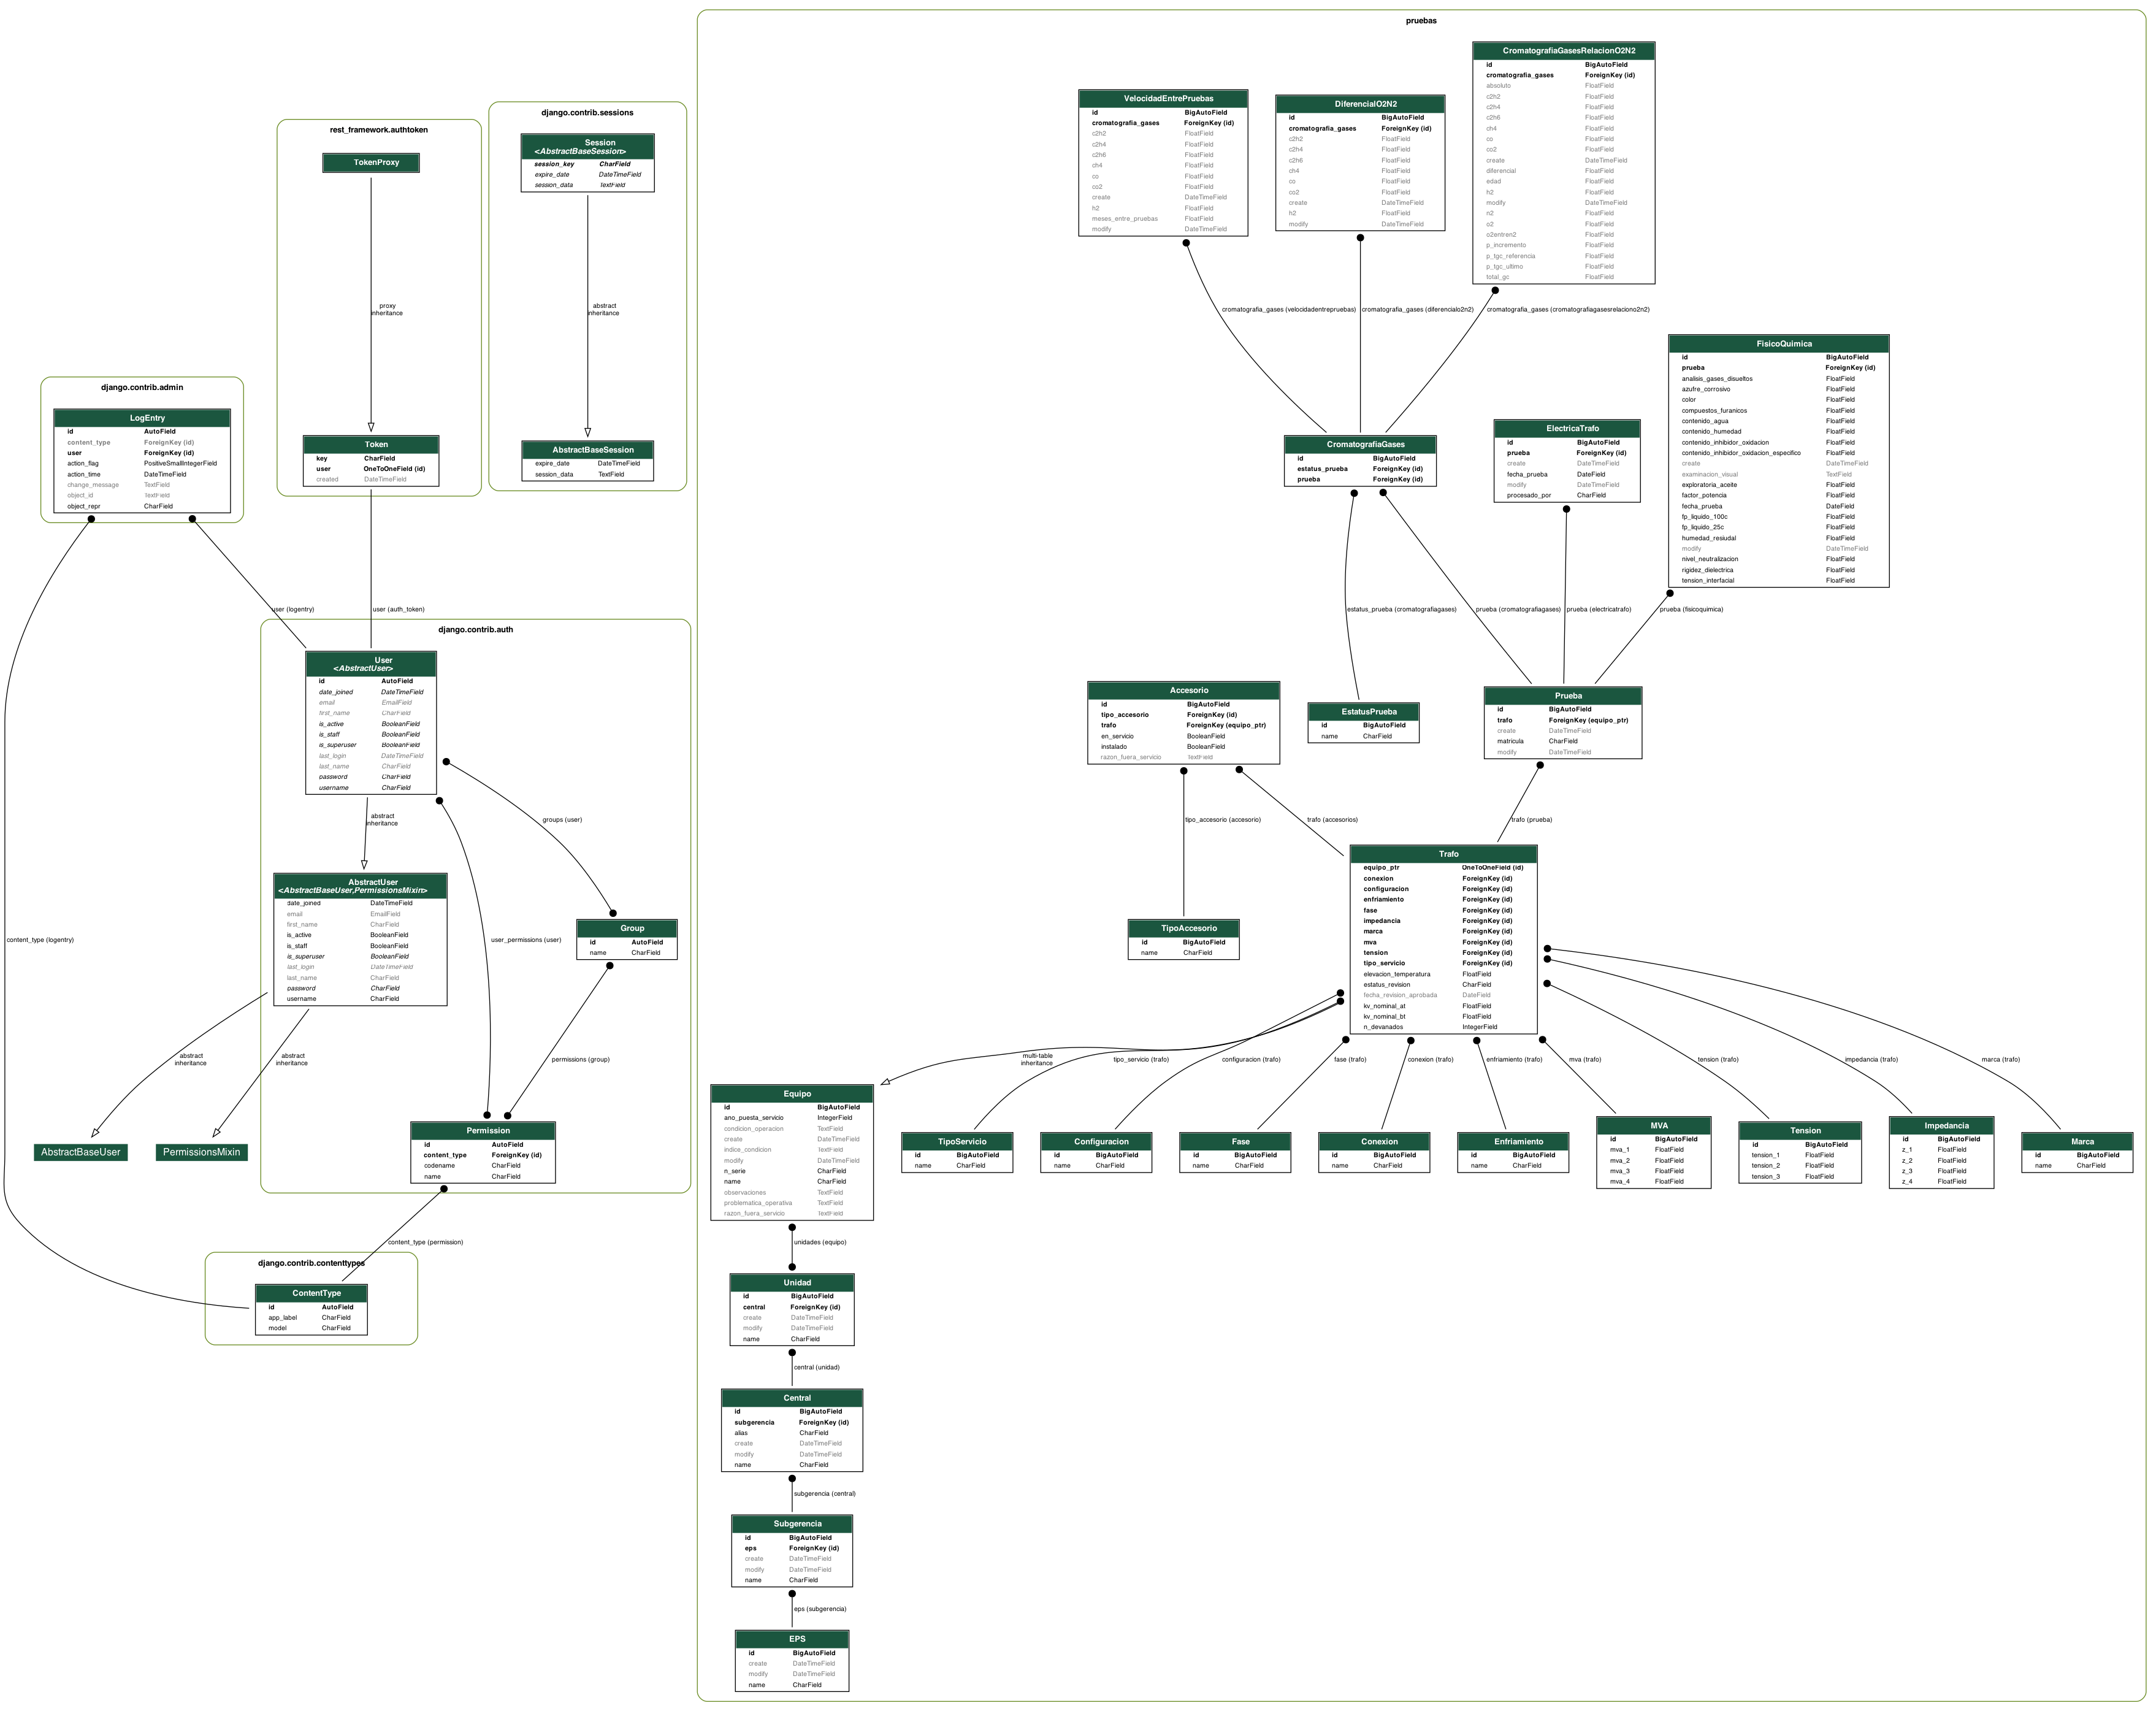 pruebas
CromatografiaGasesRelacionO2N2
id BigAutoField
cromatografia_gases ForeignKey (id)
absoluto FloatField
c2h2 FloatField
c2h4 FloatField
c2h6 FloatField
ch4 FloatField
co FloatField
co2 FloatField
create DateTimeField
diferencial FloatField
edad FloatField
h2 FloatField
modify DateTimeField
n2 FloatField
o2 FloatField
o2entren2 FloatField
p_incremento FloatField
p_tgc_referencia FloatField
p_tgc_ultimo FloatField
total_gc FloatField
VelocidadEntrePruebas
id BigAutoField
cromatografia_gases ForeignKey (id)
c2h2 FloatField
c2h4 FloatField
c2h6 FloatField
ch4 FloatField
co FloatField
co2 FloatField
create DateTimeField
h2 FloatField
meses_entre_pruebas FloatField
modify DateTimeField
DiferencialO2N2
id BigAutoField
cromatografia_gases ForeignKey (id)
c2h2 FloatField
c2h4 FloatField
c2h6 FloatField
ch4 FloatField
co FloatField
co2 FloatField
create DateTimeField
h2 FloatField
modify DateTimeField
django.contrib.sessions
Session
<AbstractBaseSession>
session_key CharField
expire_date DateTimeField
session_data TextField
rest_framework.authtoken
TokenProxy
proxy
inheritance
abstract
inheritance
cromatografia_gases (velocidadentrepruebas)
cromatografia_gases (diferencialo2n2)
cromatografia_gases (cromatografiagasesrelaciono2n2)
FisicoQuimica
id BigAutoField
prueba ForeignKey (id)
analisis_gases_disueltos FloatField
azufre_corrosivo FloatField
color FloatField
compuestos_furanicos FloatField
contenido_agua FloatField
contenido_humedad FloatField
contenido_inhibidor_oxidacion FloatField
contenido_inhibidor_oxidacion_especifico FloatField
create DateTimeField
examinacion_visual TextField
exploratoria_aceite FloatField
factor_potencia FloatField
fecha_prueba DateField
fp_liquido_100c FloatField
fp_liquido_25c FloatField
humedad_resiudal FloatField
modify DateTimeField
nivel_neutralizacion FloatField
rigidez_dielectrica FloatField
tension_interfacial FloatField
django.contrib.admin
LogEntry
id AutoField
content_type ForeignKey (id)
user ForeignKey (id)
action_flag PositiveSmallIntegerField
action_time DateTimeField
change_message TextField
object_id TextField
object_repr CharField
Token
key CharField
user OneToOneField (id)
created DateTimeField
AbstractBaseSession
expire_date DateTimeField
session_data TextField
CromatografiaGases
id BigAutoField
estatus_prueba ForeignKey (id)
prueba ForeignKey (id)
ElectricaTrafo
id BigAutoField
prueba ForeignKey (id)
create DateTimeField
fecha_prueba DateField
modify DateTimeField
procesado_por CharField
user (logentry)
user (auth_token)
estatus_prueba (cromatografiagases)
prueba (cromatografiagases)
prueba (electricatrafo)
prueba (fisicoquimica)
django.contrib.auth
User
<AbstractUser>
id AutoField
date_joined DateTimeField
email EmailField
first_name CharField
is_active BooleanField
is_staff BooleanField
is_superuser BooleanField
last_login DateTimeField
last_name CharField
password CharField
username CharField
Accesorio
id BigAutoField
tipo_accesorio ForeignKey (id)
trafo ForeignKey (equipo_ptr)
en_servicio BooleanField
instalado BooleanField
razon_fuera_servicio TextField
EstatusPrueba
id BigAutoField
name CharField
Prueba
id BigAutoField
trafo ForeignKey (equipo_ptr)
create DateTimeField
matricula CharField
modify DateTimeField
abstract
inheritance
groups (user)
tipo_accesorio (accesorio)
trafo (accesorios)
trafo (prueba)
AbstractUser
<AbstractBaseUser,PermissionsMixin>
date_joined DateTimeField
email EmailField
first_name CharField
is_active BooleanField
is_staff BooleanField
is_superuser BooleanField
last_login DateTimeField
last_name CharField
password CharField
username CharField
content_type (logentry)
user_permissions (user)
Group
id AutoField
name CharField
TipoAccesorio
id BigAutoField
name CharField
Trafo
equipo_ptr OneToOneField (id)
conexion ForeignKey (id)
configuracion ForeignKey (id)
enfriamiento ForeignKey (id)
fase ForeignKey (id)
impedancia ForeignKey (id)
marca ForeignKey (id)
mva ForeignKey (id)
tension ForeignKey (id)
tipo_servicio ForeignKey (id)
elevacion_temperatura FloatField
estatus_revision CharField
fecha_revision_aprobada DateField
kv_nominal_at FloatField
kv_nominal_bt FloatField
n_devanados IntegerField
abstract
inheritance
abstract
inheritance
permissions (group)
multi-table
inheritance
tipo_servicio (trafo)
configuracion (trafo)
fase (trafo)
conexion (trafo)
enfriamiento (trafo)
mva (trafo)
tension (trafo)
impedancia (trafo)
marca (trafo)
AbstractBaseUser
PermissionsMixin
Permission
id AutoField
content_type ForeignKey (id)
codename CharField
name CharField
Equipo
id BigAutoField
ano_puesta_servicio IntegerField
condicion_operacion TextField
create DateTimeField
indice_condicion TextField
modify DateTimeField
n_serie CharField
name CharField
observaciones TextField
problematica_operativa TextField
razon_fuera_servicio TextField
TipoServicio
id BigAutoField
name CharField
Configuracion
id BigAutoField
name CharField
Fase
id BigAutoField
name CharField
Conexion
id BigAutoField
name CharField
Enfriamiento
id BigAutoField
name CharField
MVA
id BigAutoField
mva_1 FloatField
mva_2 FloatField
mva_3 FloatField
mva_4 FloatField
Tension
id BigAutoField
tension_1 FloatField
tension_2 FloatField
tension_3 FloatField
Impedancia
id BigAutoField
z_1 FloatField
z_2 FloatField
z_3 FloatField
z_4 FloatField
Marca
id BigAutoField
name CharField
content_type (permission)
unidades (equipo)
django.contrib.contenttypes
ContentType
id AutoField
app_label CharField
model CharField
Unidad
id BigAutoField
central ForeignKey (id)
create DateTimeField
modify DateTimeField
name CharField
central (unidad)
Central
id BigAutoField
subgerencia ForeignKey (id)
alias CharField
create DateTimeField
modify DateTimeField
name CharField
subgerencia (central)
Subgerencia
id BigAutoField
eps ForeignKey (id)
create DateTimeField
modify DateTimeField
name CharField
eps (subgerencia)
EPS
id BigAutoField
create DateTimeField
modify DateTimeField
name CharField